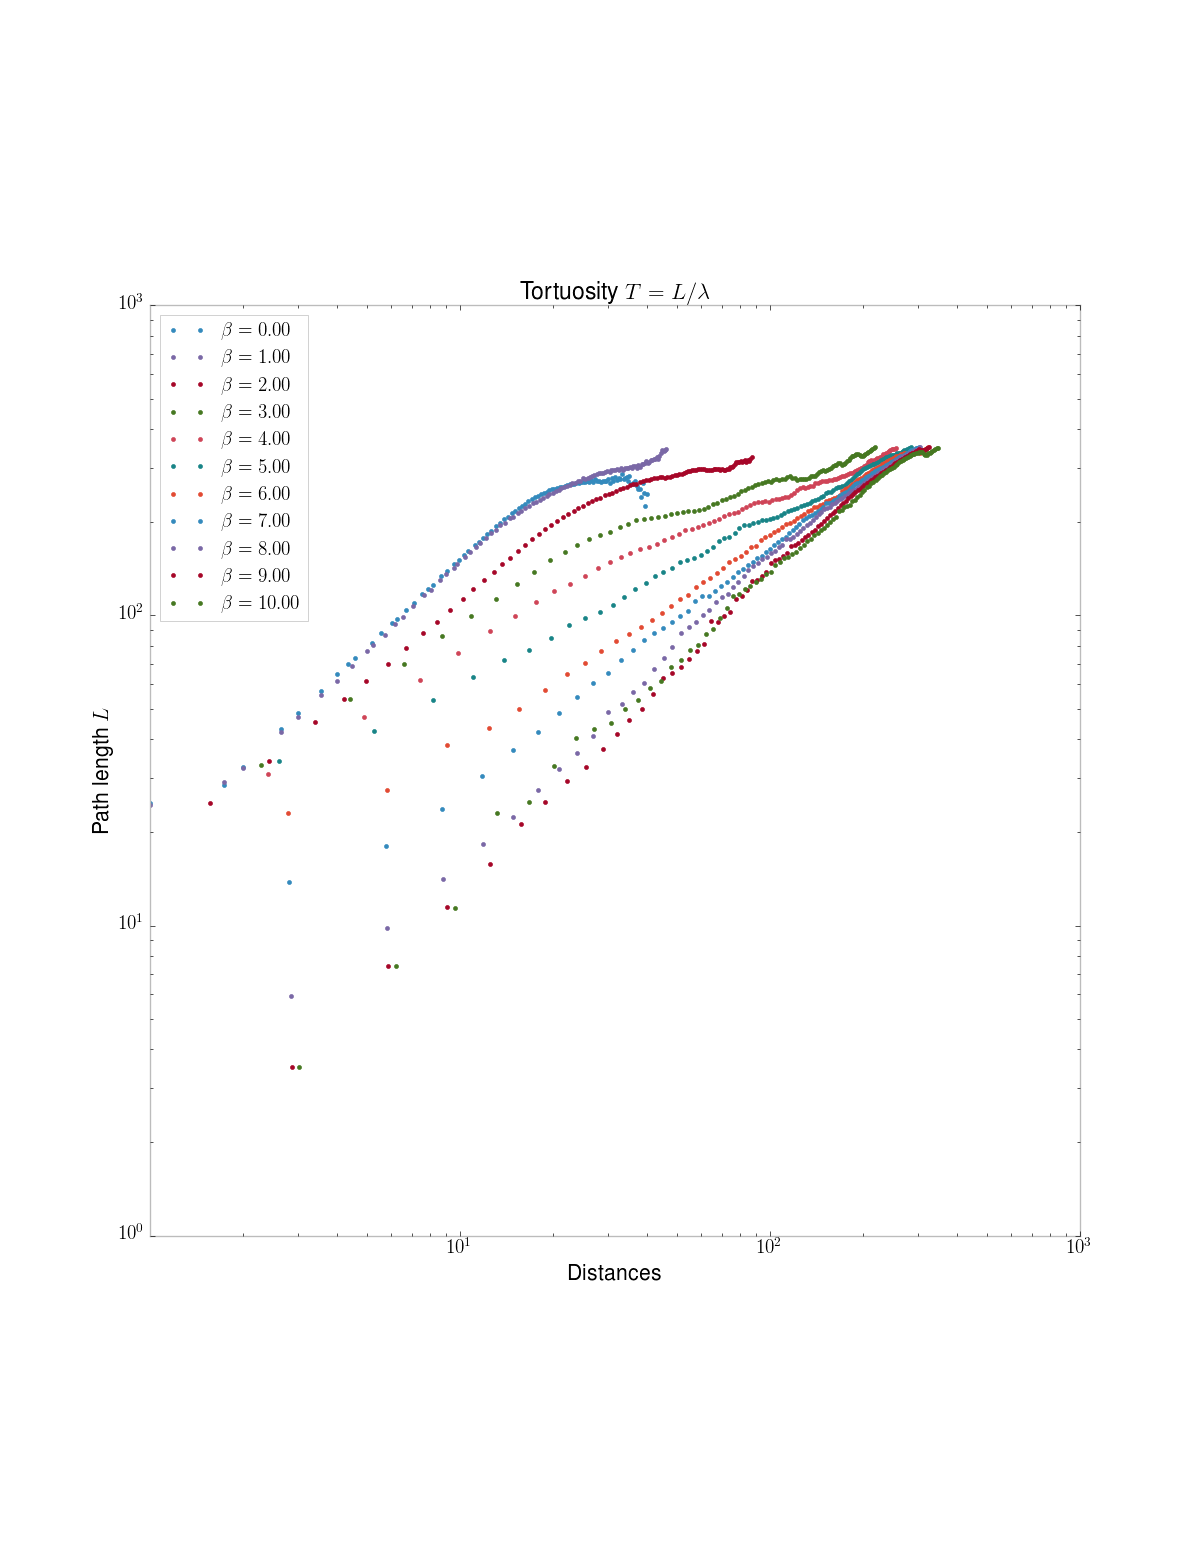 Tortuosity T = L/λ
10³
β = 0.00
β = 1.00
β = 2.00
β = 3.00
β = 4.00
β = 5.00
β = 6.00
β = 7.00
β = 8.00
β = 9.00
β = 10.00
10²
Path length L
10¹
10⁰
10¹ 10² 10³
Distances